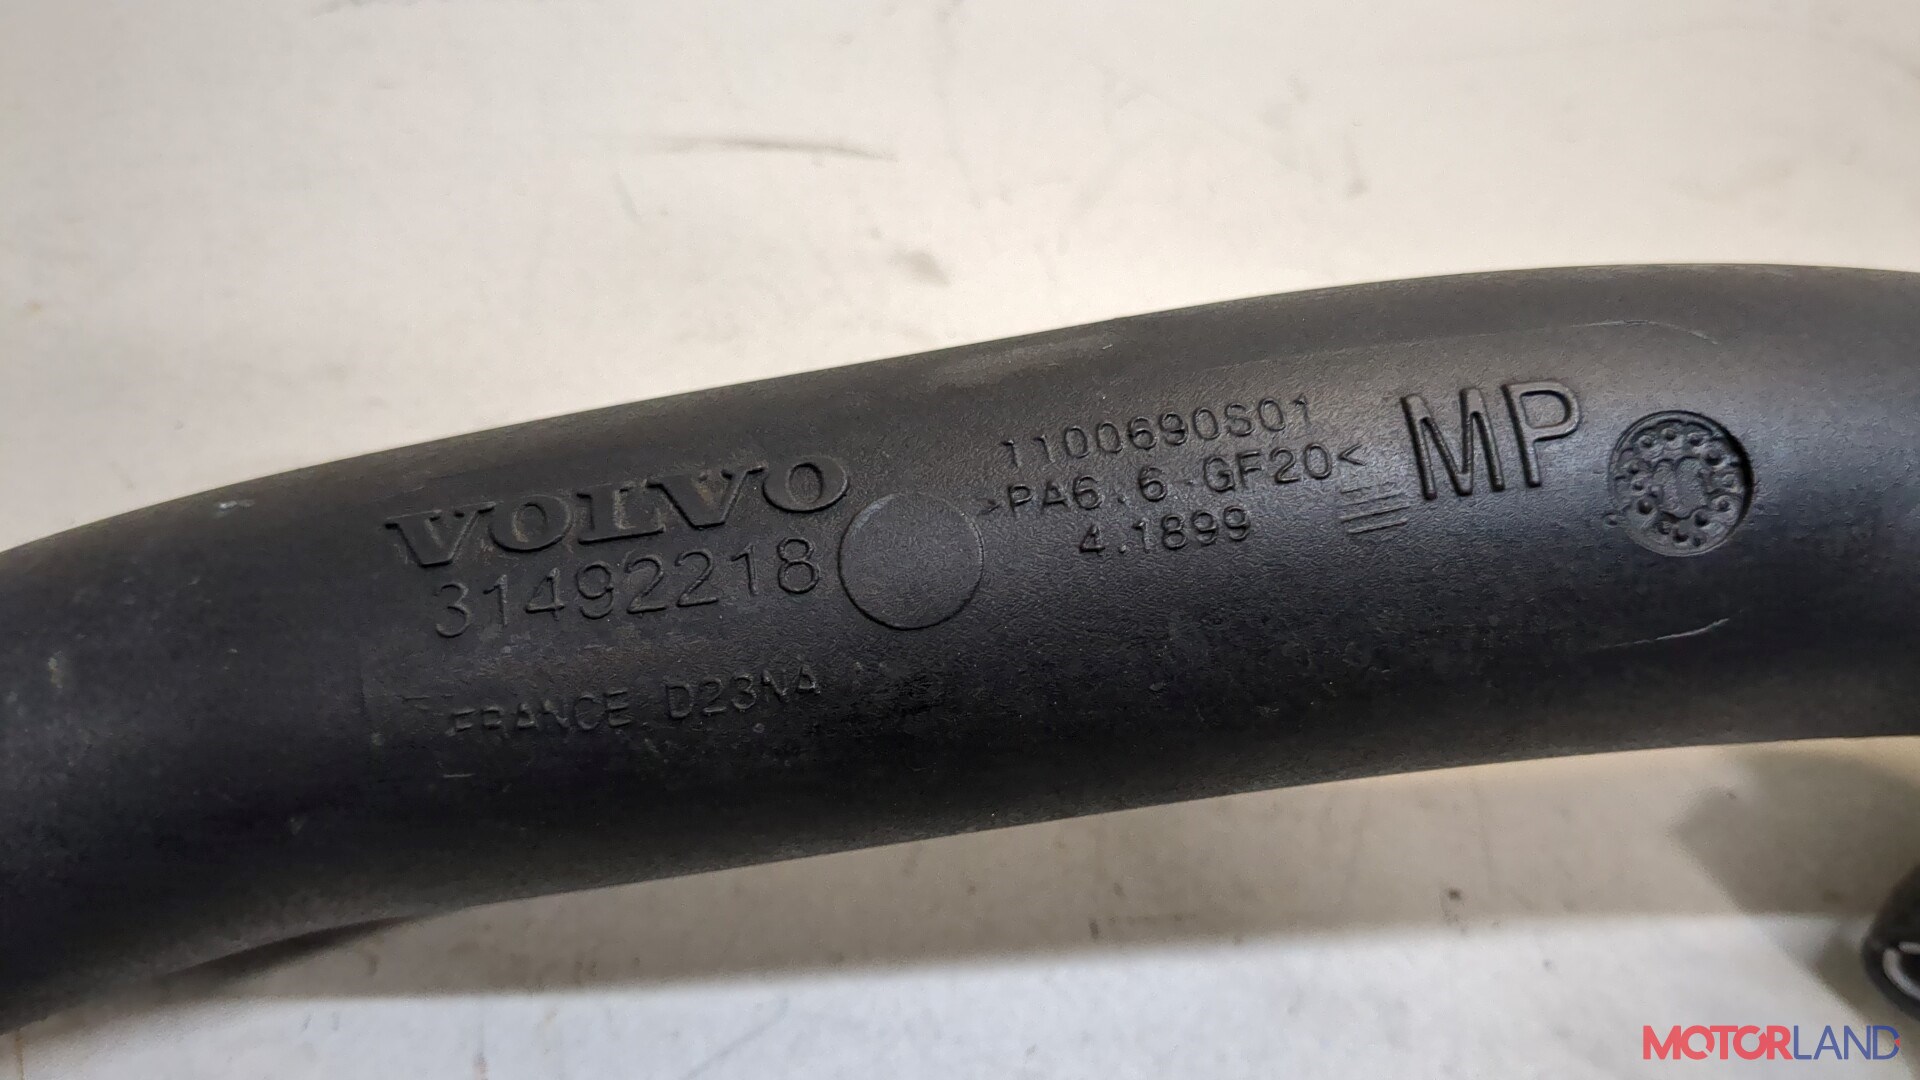 VOLVO
31492218
FRANCE D23NA
1100690S01
>PA6.6-GF20<
4.1899
MP
MOTORLAND